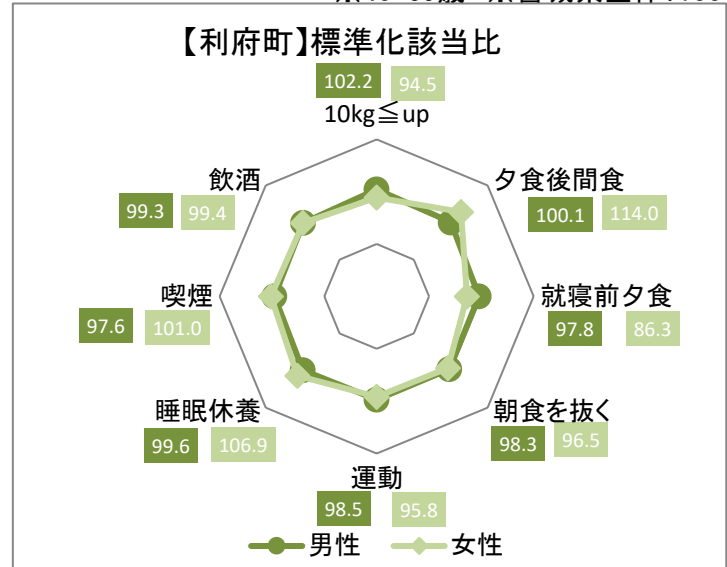 【利府町】標準化該当比
102.2 94.5
10kg≦up
飲酒
99.3 99.4
夕食後間食
100.1 114.0
喫煙
97.6 101.0
就寝前夕食
97.8 86.3
睡眠休養
99.6 106.9
朝食を抜く
98.3 96.5
運動
98.5 95.8
男性 女性